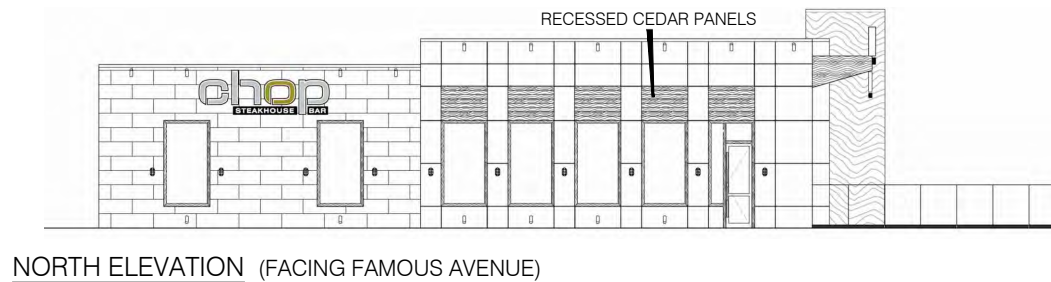 RECESSED CEDAR PANELS
chop
STEAKHOUSE BAR
NORTH ELEVATION (FACING FAMOUS AVENUE)